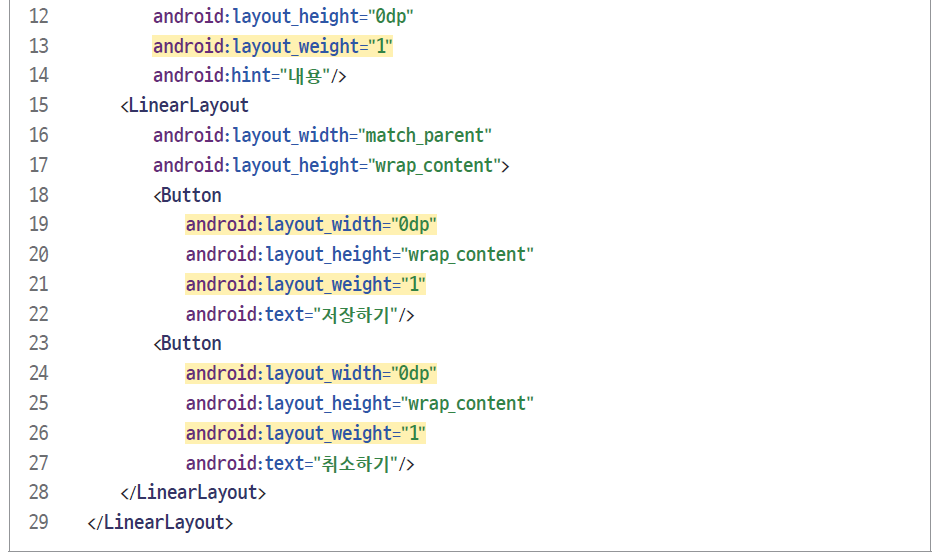 12 android:layout_height="0dp"
13 android:layout_weight="1"
14 android:hint="내용"/>
15 <LinearLayout
16 android:layout_width="match_parent"
17 android:layout_height="wrap_content">
18 <Button
19 android:layout_width="0dp"
20 android:layout_height="wrap_content"
21 android:layout_weight="1"
22 android:text="저장하기"/>
23 <Button
24 android:layout_width="0dp"
25 android:layout_height="wrap_content"
26 android:layout_weight="1"
27 android:text="취소하기"/>
28 </LinearLayout>
29 </LinearLayout>